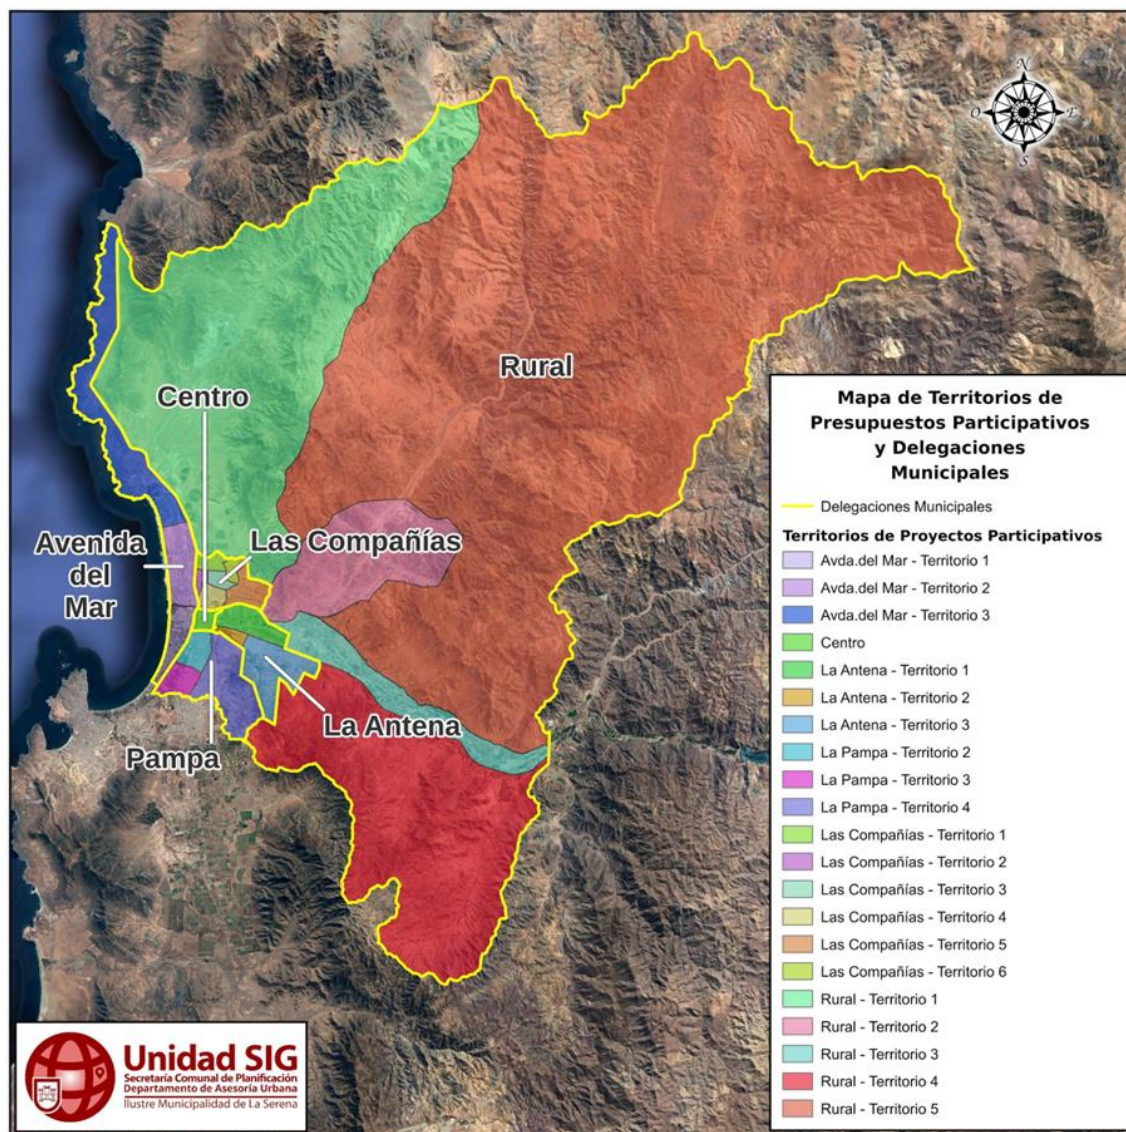 N
O
E
S
Rural
Centro
Las Compañías
Avenida
del
Mar
La Antena
Pampa
Mapa de Territorios de
Presupuestos Participativos
y Delegaciones
Municipales
Delegaciones Municipales
Territorios de Proyectos Participativos
Avda.del Mar - Territorio 1
Avda.del Mar - Territorio 2
Avda.del Mar - Territorio 3
Centro
La Antena - Territorio 1
La Antena - Territorio 2
La Antena - Territorio 3
La Pampa - Territorio 2
La Pampa - Territorio 3
La Pampa - Territorio 4
Las Compañías - Territorio 1
Las Compañías - Territorio 2
Las Compañías - Territorio 3
Las Compañías - Territorio 4
Las Compañías - Territorio 5
Las Compañías - Territorio 6
Rural - Territorio 1
Rural - Territorio 2
Rural - Territorio 3
Rural - Territorio 4
Rural - Territorio 5
Unidad SIG
Secretaría Comunal de Planificación
Departamento de Asesoría Urbana
Ilustre Municipalidad de La Serena